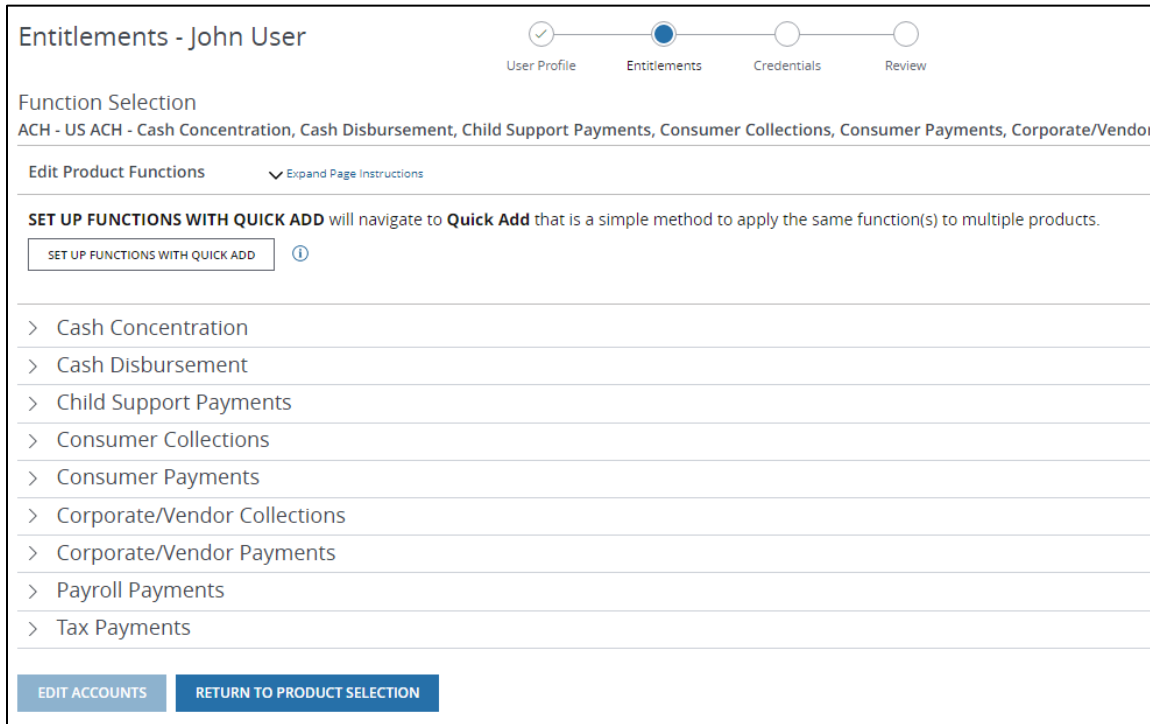 Entitlements - John User
User Profile
Entitlements
Credentials
Review
Function Selection
ACH - US ACH - Cash Concentration, Cash Disbursement, Child Support Payments, Consumer Collections, Consumer Payments, Corporate/Vendor
Edit Product Functions
Expand Page Instructions
SET UP FUNCTIONS WITH QUICK ADD will navigate to Quick Add that is a simple method to apply the same function(s) to multiple products.
SET UP FUNCTIONS WITH QUICK ADD
Cash Concentration
Cash Disbursement
Child Support Payments
Consumer Collections
Consumer Payments
Corporate/Vendor Collections
Corporate/Vendor Payments
Payroll Payments
Tax Payments
EDIT ACCOUNTS
RETURN TO PRODUCT SELECTION